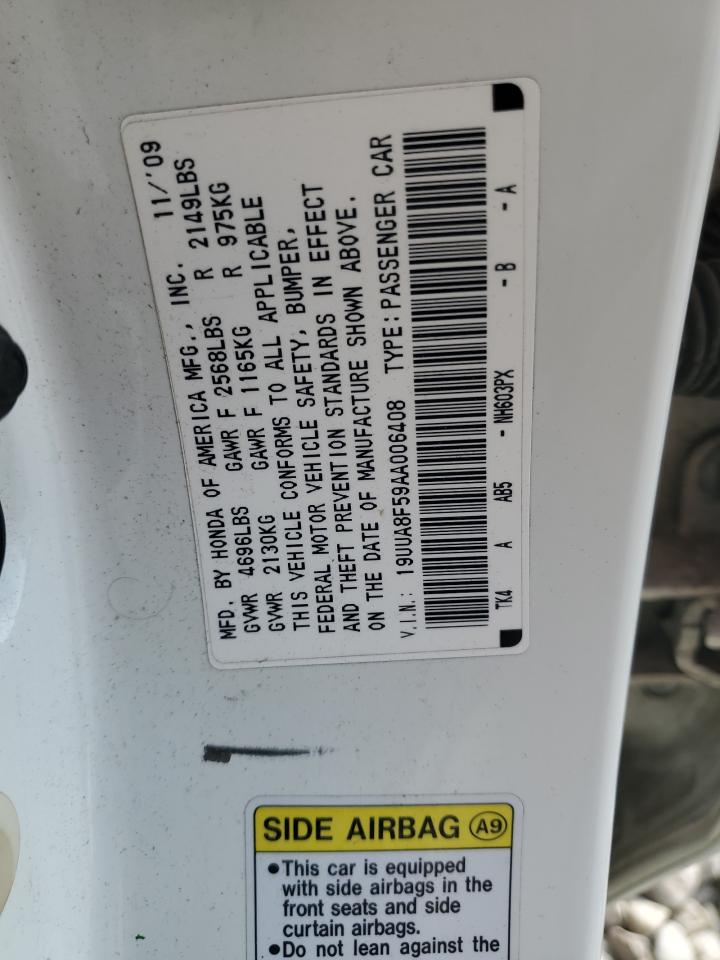 MFD. BY HONDA OF AMERICA MFG., INC. 11/'09
GVWR 4696LBS GAWR F 2568LBS R 2149LBS
GVWR 2130KG GAWR F 1165KG R 975KG
THIS VEHICLE CONFORMS TO ALL APPLICABLE
FEDERAL MOTOR VEHICLE SAFETY, BUMPER,
AND THEFT PREVENTION STANDARDS IN EFFECT
ON THE DATE OF MANUFACTURE SHOWN ABOVE.
V.I.N.: 19UUA8F59AA006408 TYPE:PASSENGER CAR
TK4 A AB5 - NH603PX - B - A
SIDE AIRBAG A9
•This car is equipped
with side airbags in the
front seats and side
curtain airbags.
•Do not lean against the